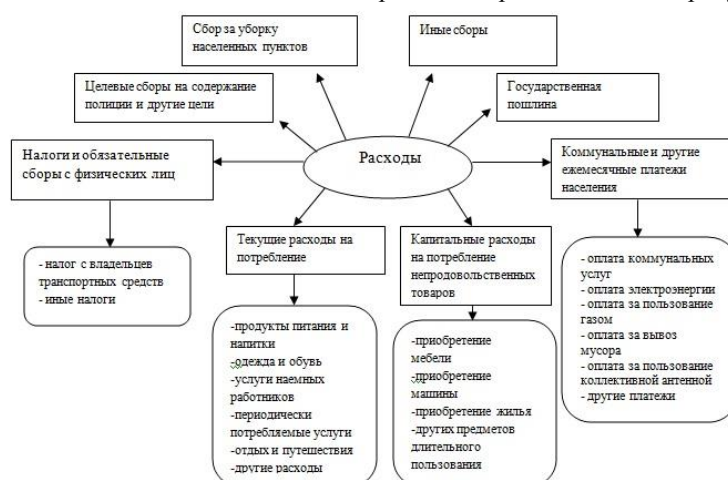 Сбор за уборку
населенных пунктов
Иные сборы
Целевые сборы на содержание
полиции и другие цели
Государственная
пошлина
Расходы
Налоги и обязательные
сборы с физических лиц
Коммунальные и другие
ежемесячные платежи
населения
- налог с владельцев
транспортных средств
- иные налоги
Текущие расходы на
потребление
Капитальные расходы
на потребление
непродовольственных
товаров
- оплата коммунальных
услуг
- оплата электроэнергии
- оплата за пользование
газом
- оплата за вывоз
мусора
- оплата за пользование
коллективной антенной
- другие платежи
-продукты питания и
напитки
-одежда и обувь
-услуги наемных
работников
-периодически
потребляемые услуги
-отдых и путешествия
-другие расходы
-приобретение
мебели
-приобретение
машины
-приобретение жилья
-других предметов
длительного
пользования